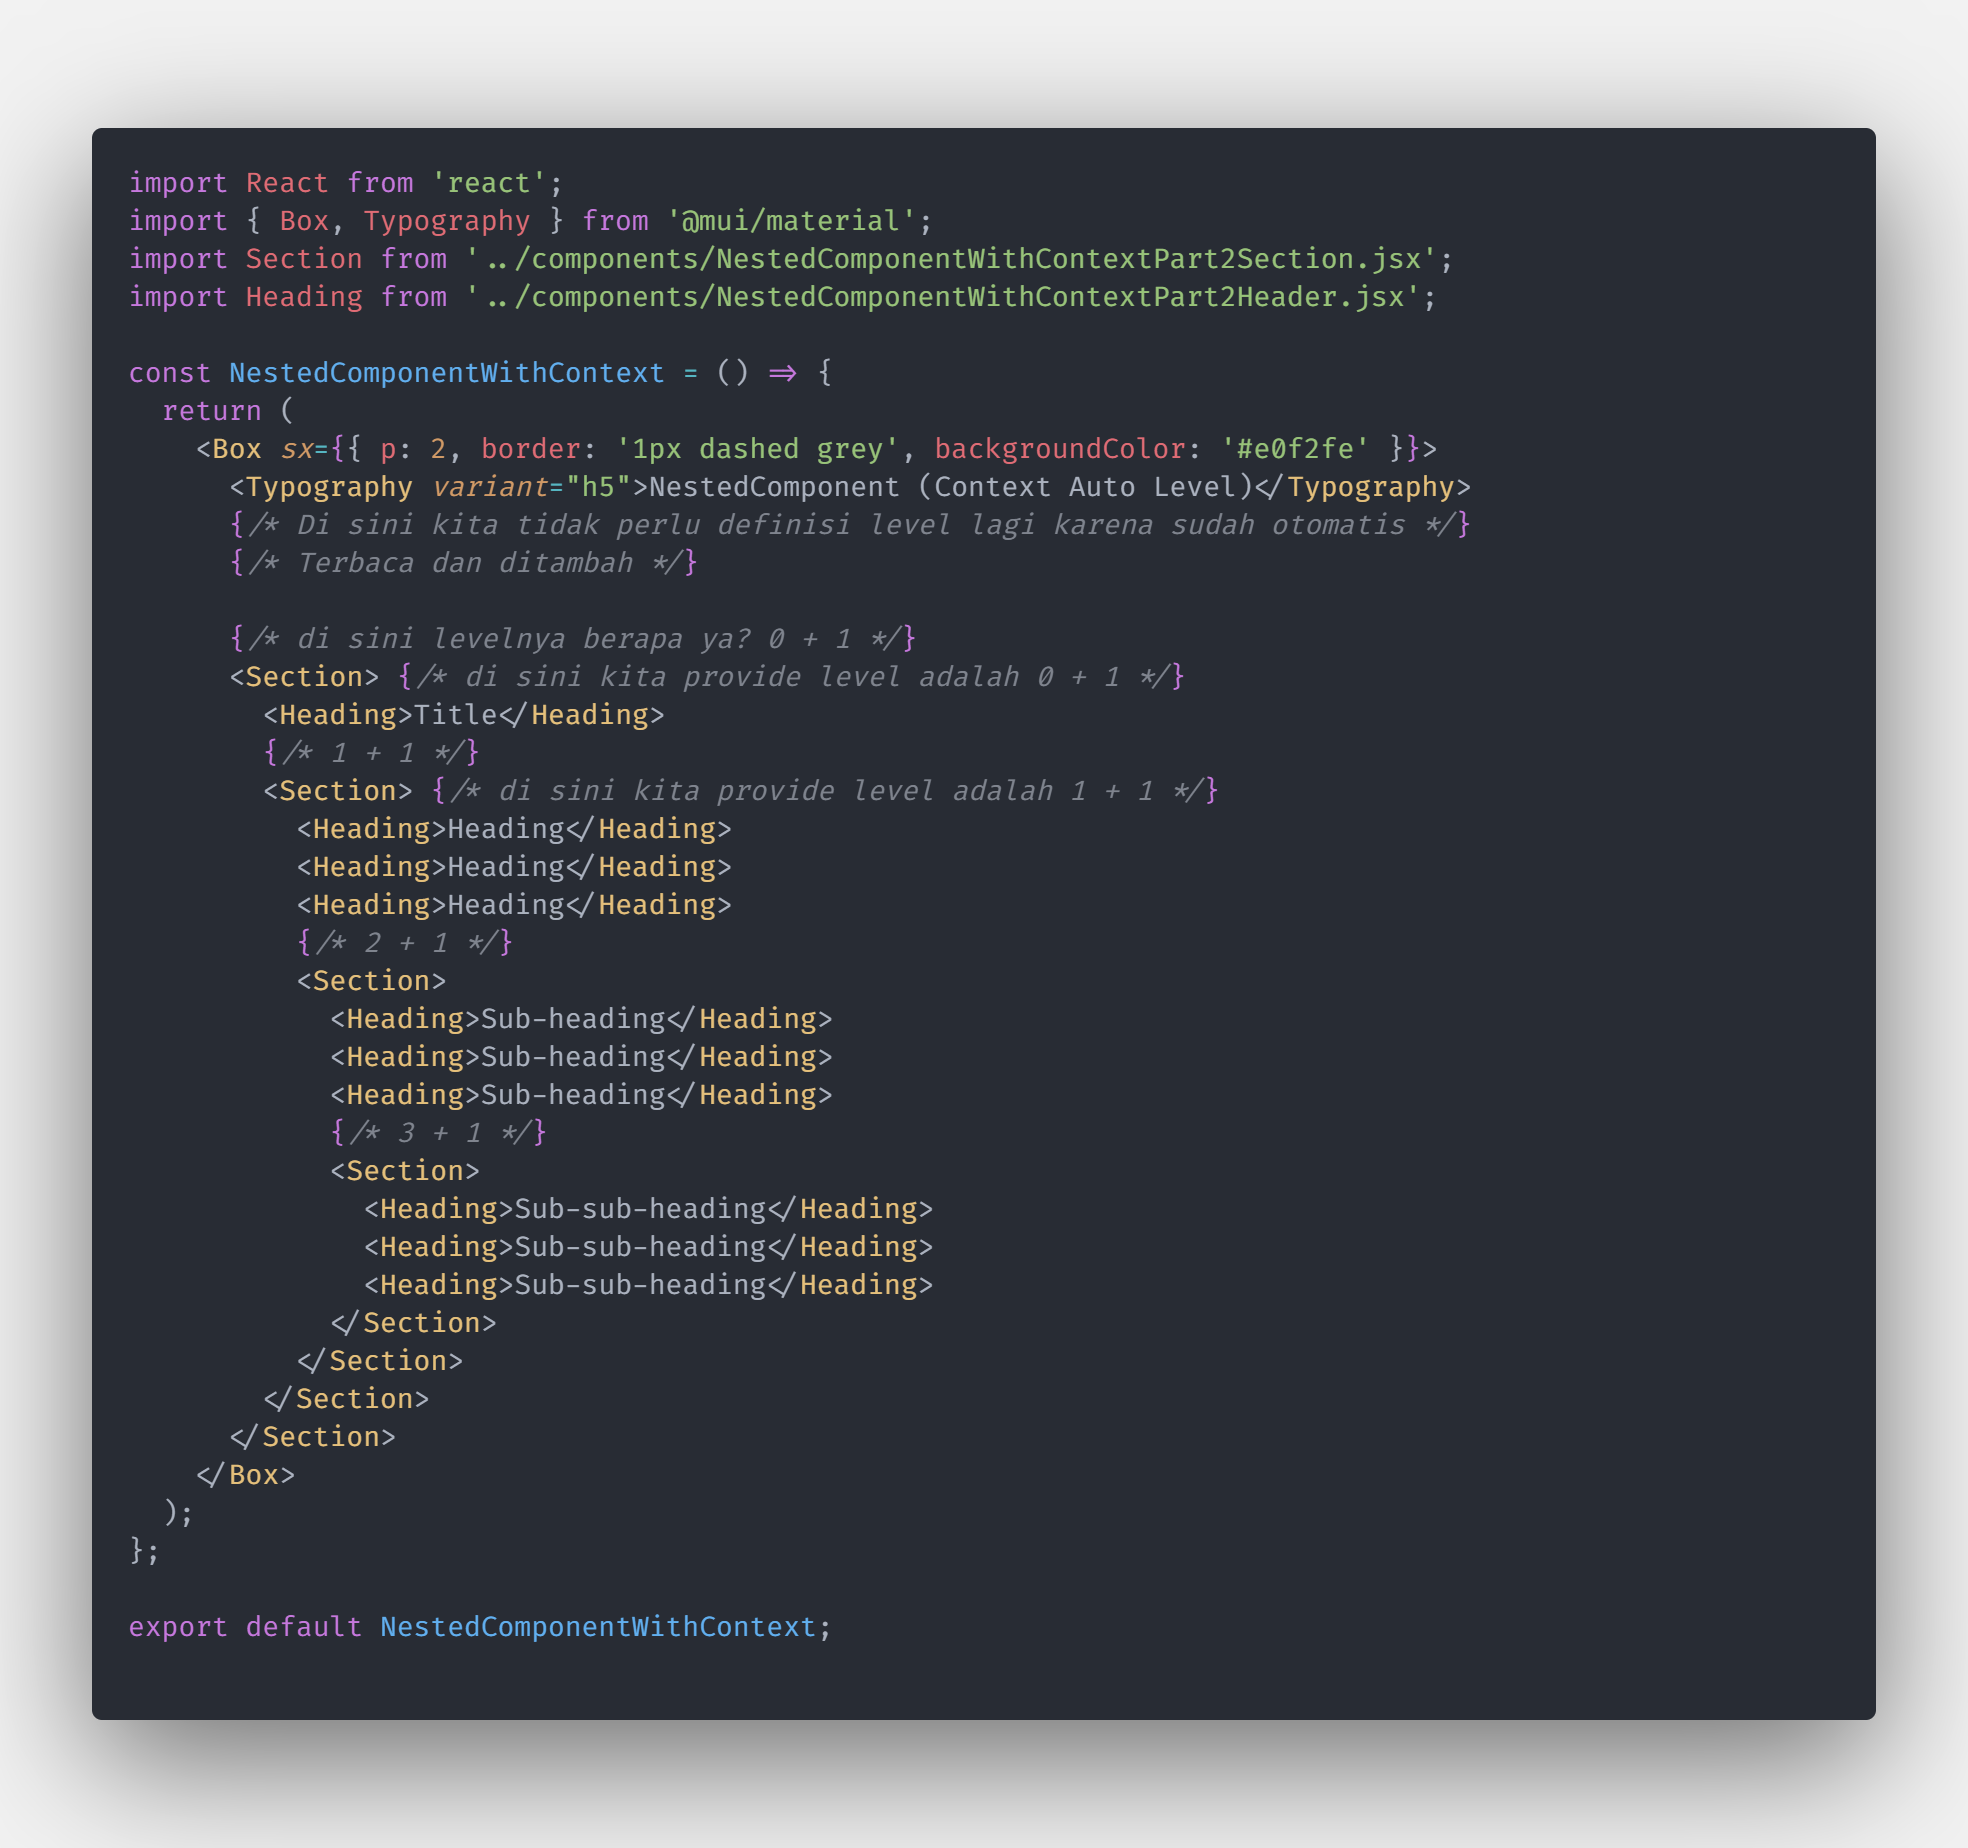 import React from 'react';
import { Box, Typography } from '@mui/material';
import Section from '../components/NestedComponentWithContextPart2Section.jsx';
import Heading from '../components/NestedComponentWithContextPart2Header.jsx';

const NestedComponentWithContext = () => {
  return (
    <Box sx={{ p: 2, border: '1px dashed grey', backgroundColor: '#e0f2fe' }}>
      <Typography variant="h5">NestedComponent (Context Auto Level)</Typography>
      {/* Di sini kita tidak perlu definisi level lagi karena sudah otomatis */}
      {/* Terbaca dan ditambah */}

      {/* di sini levelnya berapa ya? 0 + 1 */}
      <Section> {/* di sini kita provide level adalah 0 + 1 */}
        <Heading>Title</Heading>
        {/* 1 + 1 */}
        <Section> {/* di sini kita provide level adalah 1 + 1 */}
          <Heading>Heading</Heading>
          <Heading>Heading</Heading>
          <Heading>Heading</Heading>
          {/* 2 + 1 */}
          <Section>
            <Heading>Sub-heading</Heading>
            <Heading>Sub-heading</Heading>
            <Heading>Sub-heading</Heading>
            {/* 3 + 1 */}
            <Section>
              <Heading>Sub-sub-heading</Heading>
              <Heading>Sub-sub-heading</Heading>
              <Heading>Sub-sub-heading</Heading>
            </Section>
          </Section>
        </Section>
      </Section>
    </Box>
  );
};

export default NestedComponentWithContext;